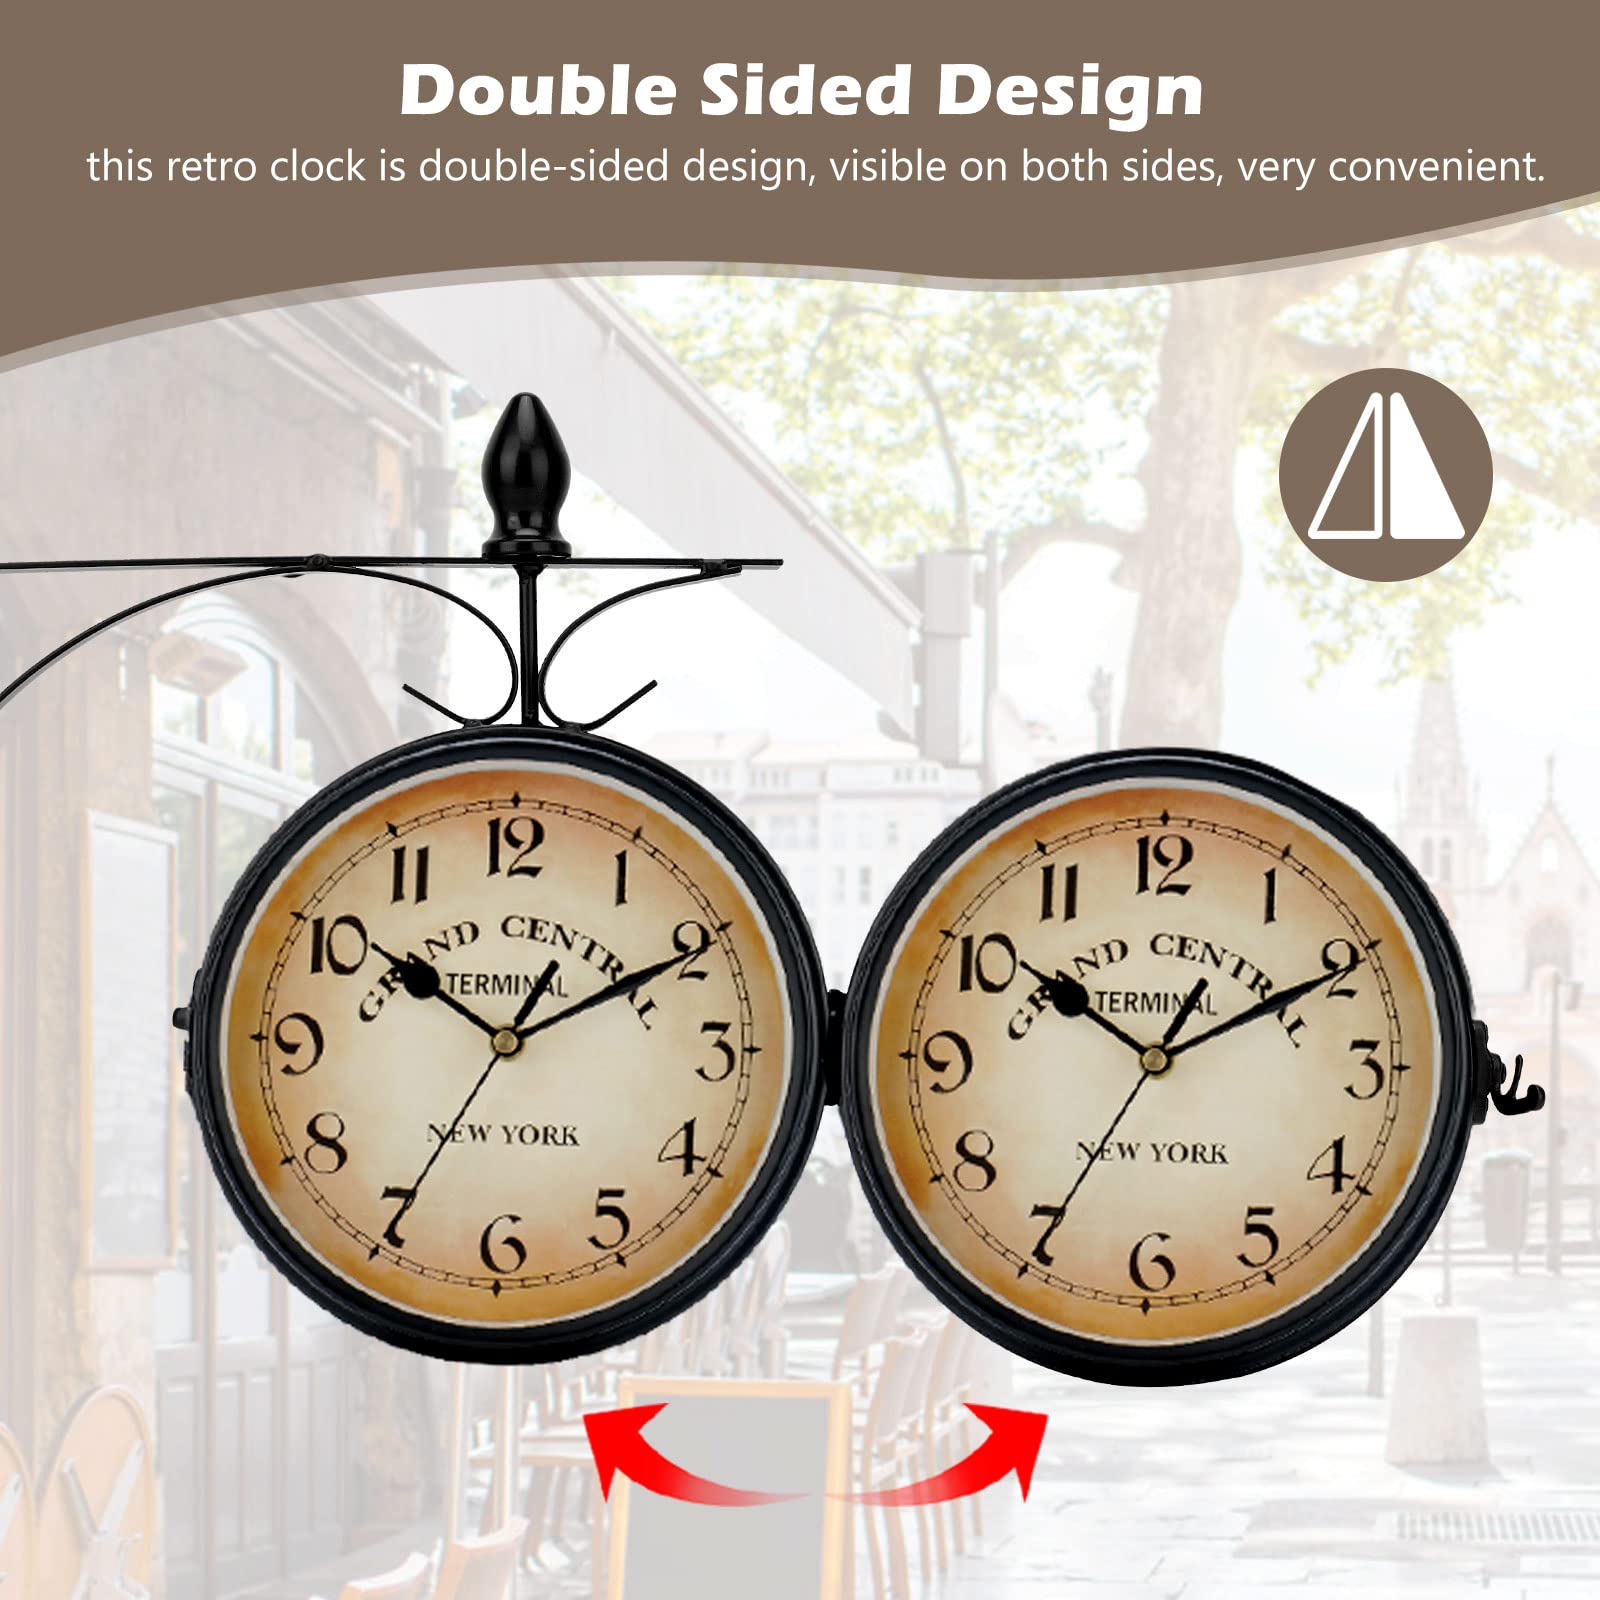 Double Sided Design
this retro clock is double-sided design, visible on both sides, very convenient.
12
11 1
10 2
GRAND CENTRAL
TERMINAL
9 3
NEW YORK
8 4
7 5
6
12
11 1
10 2
GRAND CENTRAL
TERMINAL
9 3
NEW YORK
8 4
7 5
6